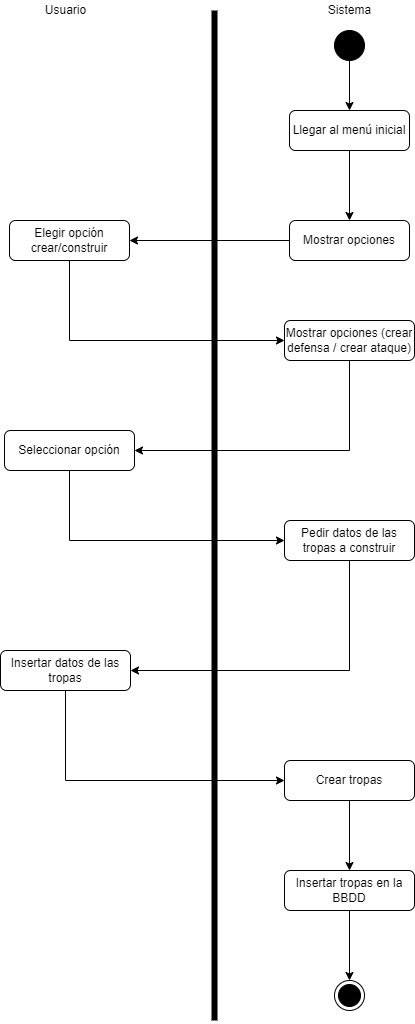 Usuario
Sistema
Llegar al menú inicial
Mostrar opciones
Elegir opción
crear/construir
Mostrar opciones (crear
defensa / crear ataque)
Seleccionar opción
Pedir datos de las
tropas a construir
Insertar datos de las
tropas
Crear tropas
Insertar tropas en la
BBDD